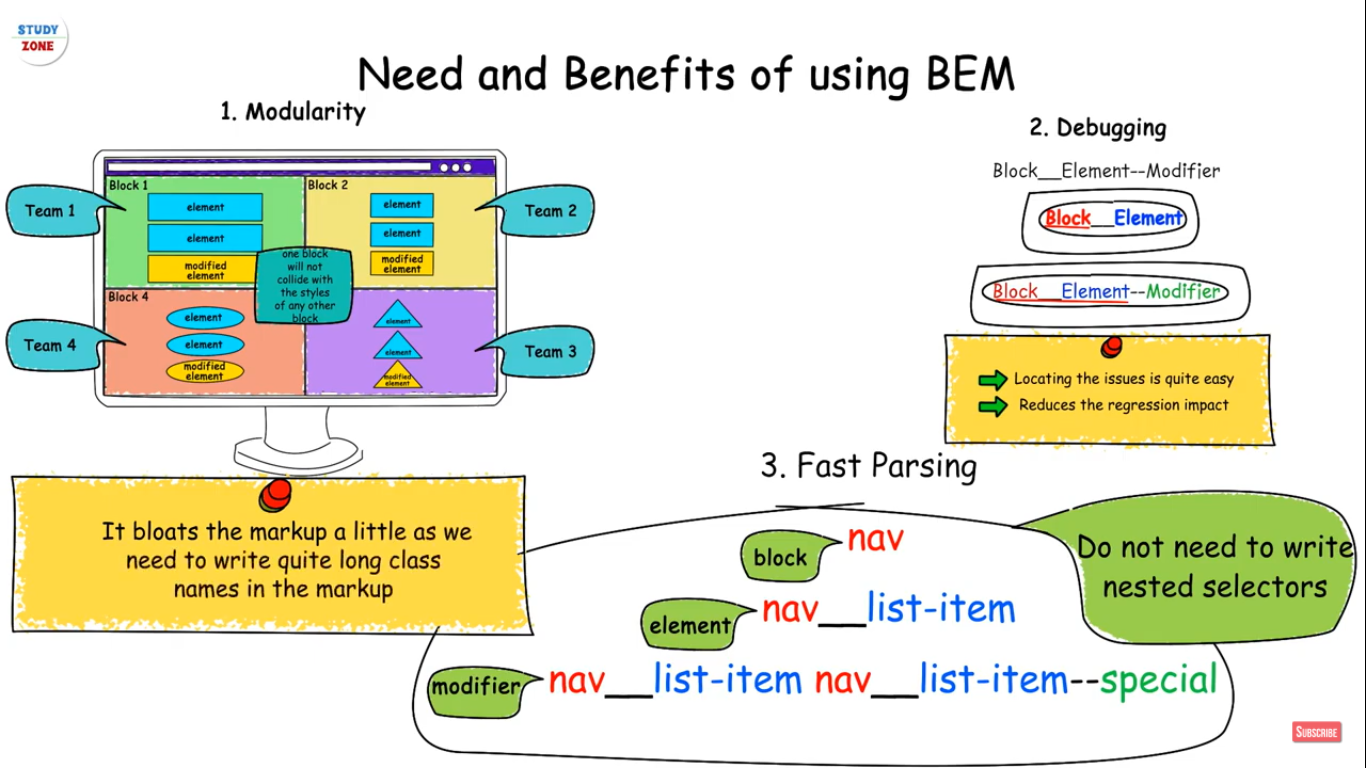 STUDY
ZONE
Need and Benefits of using BEM
1. Modularity
Block 1
element
element
modified
element
Block 2
element
element
modified
element
Team 1
Team 2
one block
will not
collide with
the styles
of any other
block
Block 4
element
element
modified
element
element
element
modified
element
Team 4
Team 3
It bloats the markup a little as we
need to write quite long class
names in the markup
2. Debugging
Block__Element--Modifier
Block__Element
Block__Element--Modifier
Locating the issues is quite easy
Reduces the regression impact
3. Fast Parsing
block
nav
element
nav__list-item
modifier
nav__list-item nav__list-item--special
Do not need to write
nested selectors
SUBSCRIBE